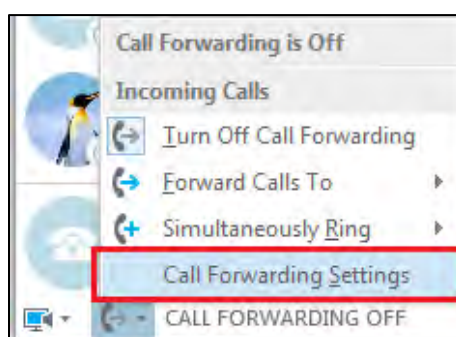 Call Forwarding is Off
Incoming Calls
Turn Off Call Forwarding
Forward Calls To
Simultaneously Ring
Call Forwarding Settings
CALL FORWARDING OFF